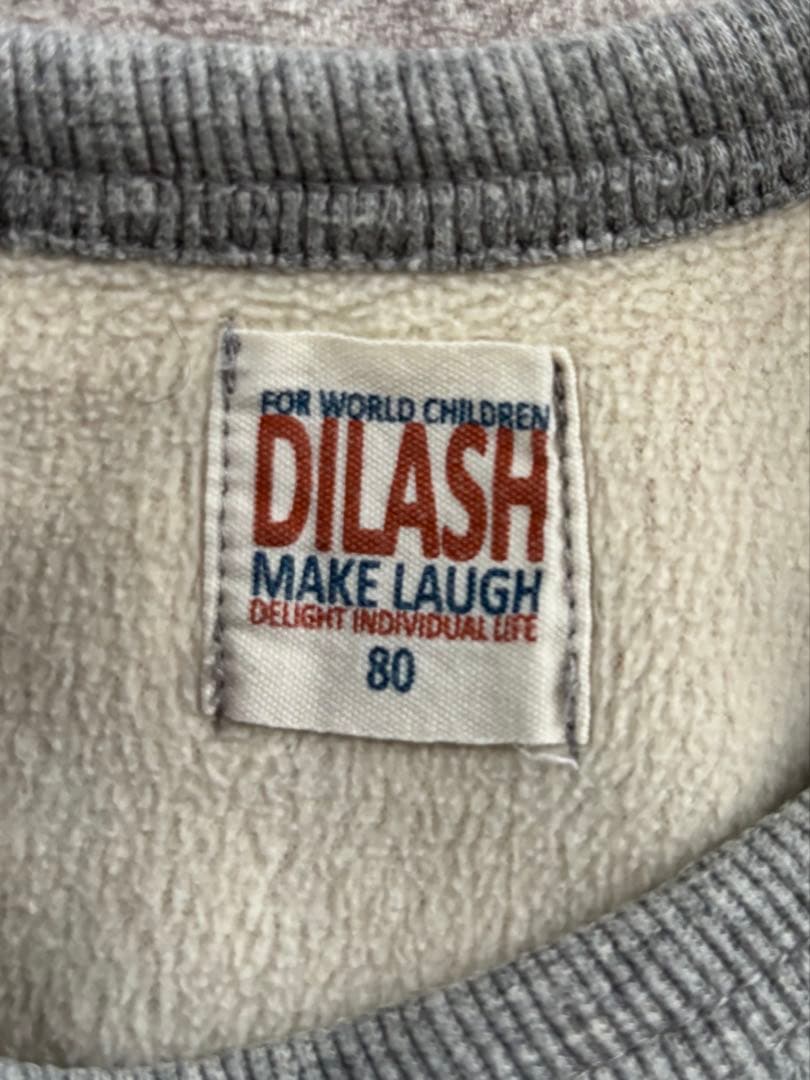 FOR WORLD CHILDREN
DILASH
MAKE LAUGH
DELIGHT INDIVIDUAL LIFE
80